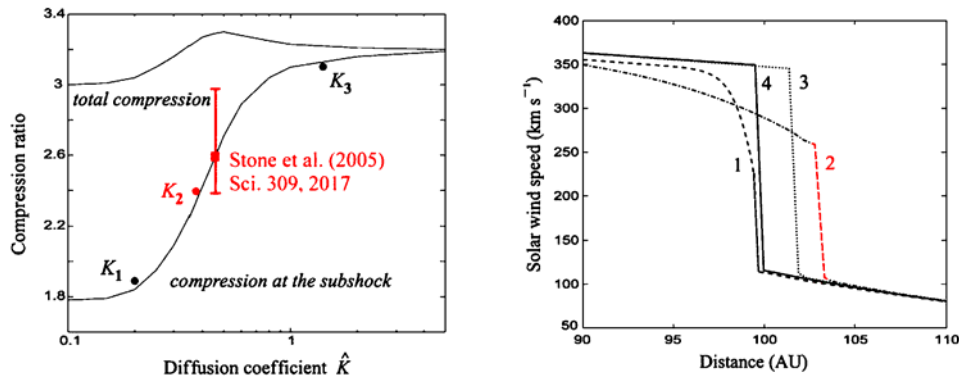 3.4
3
2.6
2.2
1.8
Compression ratio
total compression
K3
Stone et al. (2005)
Sci. 309, 2017
K2
K1
compression at the subshock
0.1
1
Diffusion coefficient K̂
400
350
300
250
200
150
100
50
Solar wind speed (km s⁻¹)
1
4
3
2
90
95
100
105
110
Distance (AU)